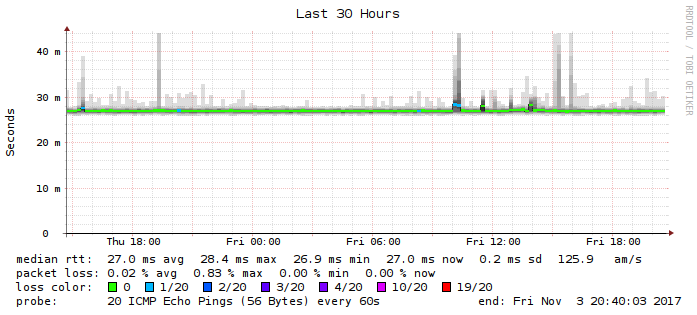 Last 30 Hours
RRDTOOL / TOBI OETIKER
Seconds
40 m
30 m
20 m
10 m
0
Thu 18:00 Fri 00:00 Fri 06:00 Fri 12:00 Fri 18:00
median rtt: 27.0 ms avg 28.4 ms max 26.9 ms min 27.0 ms now 0.2 ms sd 125.9 am/s
packet loss: 0.02 % avg 0.83 % max 0.00 % min 0.00 % now
loss color: 0 1/20 2/20 3/20 4/20 10/20 19/20
probe: 20 ICMP Echo Pings (56 Bytes) every 60s end: Fri Nov 3 20:40:03 2017